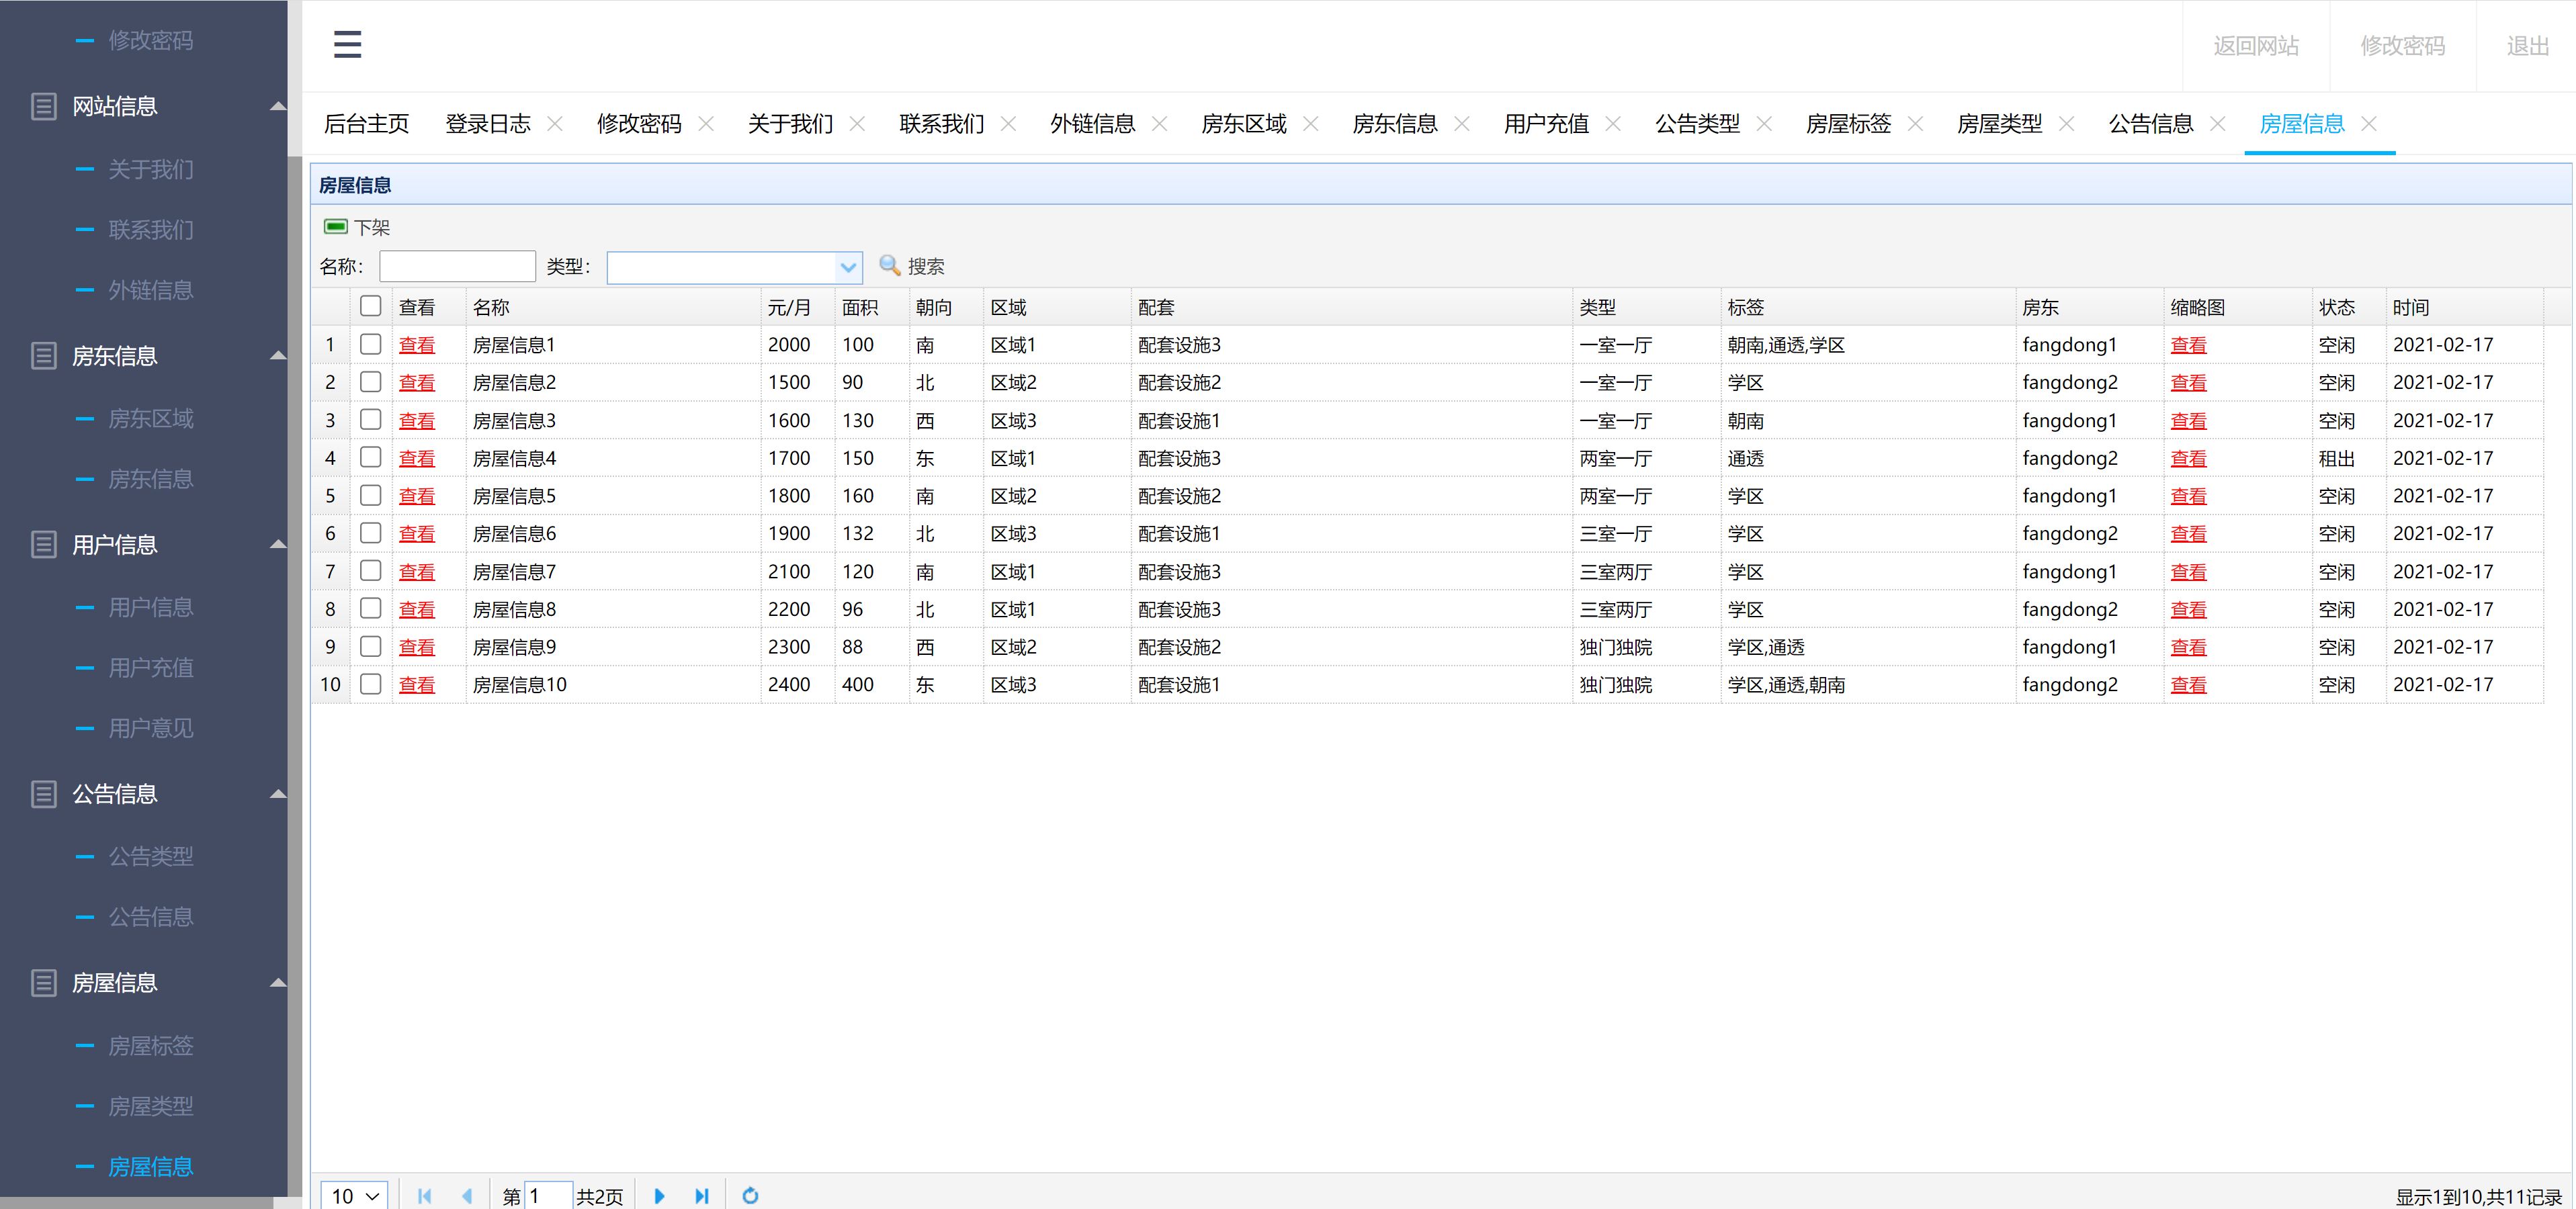 修改密码
网站信息
关于我们
联系我们
外链信息
房东信息
房东区域
房东信息
用户信息
用户信息
用户充值
用户意见
公告信息
公告类型
公告信息
房屋信息
房屋标签
房屋类型
房屋信息
返回网站 修改密码 退出
后台主页 登录日志 修改密码 关于我们 联系我们 外链信息 房东区域 房东信息 用户充值 公告类型 房屋标签 房屋类型 公告信息 房屋信息
房屋信息
下架
名称: 类型: 搜索
查看 名称 元/月 面积 朝向 区域 配套 类型 标签 房东 缩略图 状态 时间
1 查看 房屋信息1 2000 100 南 区域1 配套设施3 一室一厅 朝南,通透,学区 fangdong1 查看 空闲 2021-02-17
2 查看 房屋信息2 1500 90 北 区域2 配套设施2 一室一厅 学区 fangdong2 查看 空闲 2021-02-17
3 查看 房屋信息3 1600 130 西 区域3 配套设施1 一室一厅 朝南 fangdong1 查看 空闲 2021-02-17
4 查看 房屋信息4 1700 150 东 区域1 配套设施3 两室一厅 通透 fangdong2 查看 租出 2021-02-17
5 查看 房屋信息5 1800 160 南 区域2 配套设施2 两室一厅 学区 fangdong1 查看 空闲 2021-02-17
6 查看 房屋信息6 1900 132 北 区域3 配套设施1 三室一厅 学区 fangdong2 查看 空闲 2021-02-17
7 查看 房屋信息7 2100 120 南 区域1 配套设施3 三室两厅 学区 fangdong1 查看 空闲 2021-02-17
8 查看 房屋信息8 2200 96 北 区域1 配套设施3 三室两厅 学区 fangdong2 查看 空闲 2021-02-17
9 查看 房屋信息9 2300 88 西 区域2 配套设施2 独门独院 学区,通透 fangdong1 查看 空闲 2021-02-17
10 查看 房屋信息10 2400 400 东 区域3 配套设施1 独门独院 学区,通透,朝南 fangdong2 查看 空闲 2021-02-17
10 第 1 共2页 显示1到10,共11记录